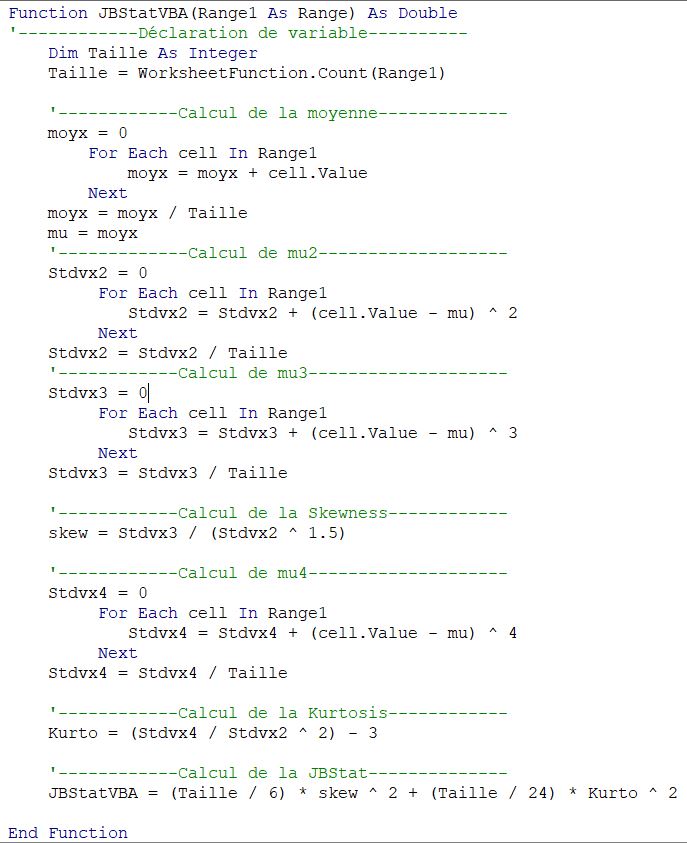 Function JBStatVBA(Range1 As Range) As Double
'------------Déclaration de variable----------
Dim Taille As Integer
Taille = WorksheetFunction.Count(Range1)
'------------Calcul de la moyenne-------------
moyx = 0
For Each cell In Range1
moyx = moyx + cell.Value
Next
moyx = moyx / Taille
mu = moyx
'-------------Calcul de mu2-------------------
Stdvx2 = 0
For Each cell In Range1
Stdvx2 = Stdvx2 + (cell.Value - mu) ^ 2
Next
Stdvx2 = Stdvx2 / Taille
'------------Calcul de mu3--------------------
Stdvx3 = 0
For Each cell In Range1
Stdvx3 = Stdvx3 + (cell.Value - mu) ^ 3
Next
Stdvx3 = Stdvx3 / Taille
'------------Calcul de la Skewness------------
skew = Stdvx3 / (Stdvx2 ^ 1.5)
'------------Calcul de mu4--------------------
Stdvx4 = 0
For Each cell In Range1
Stdvx4 = Stdvx4 + (cell.Value - mu) ^ 4
Next
Stdvx4 = Stdvx4 / Taille
'------------Calcul de la Kurtosis------------
Kurto = (Stdvx4 / Stdvx2 ^ 2) - 3
'------------Calcul de la JBStat--------------
JBStatVBA = (Taille / 6) * skew ^ 2 + (Taille / 24) * Kurto ^ 2
End Function